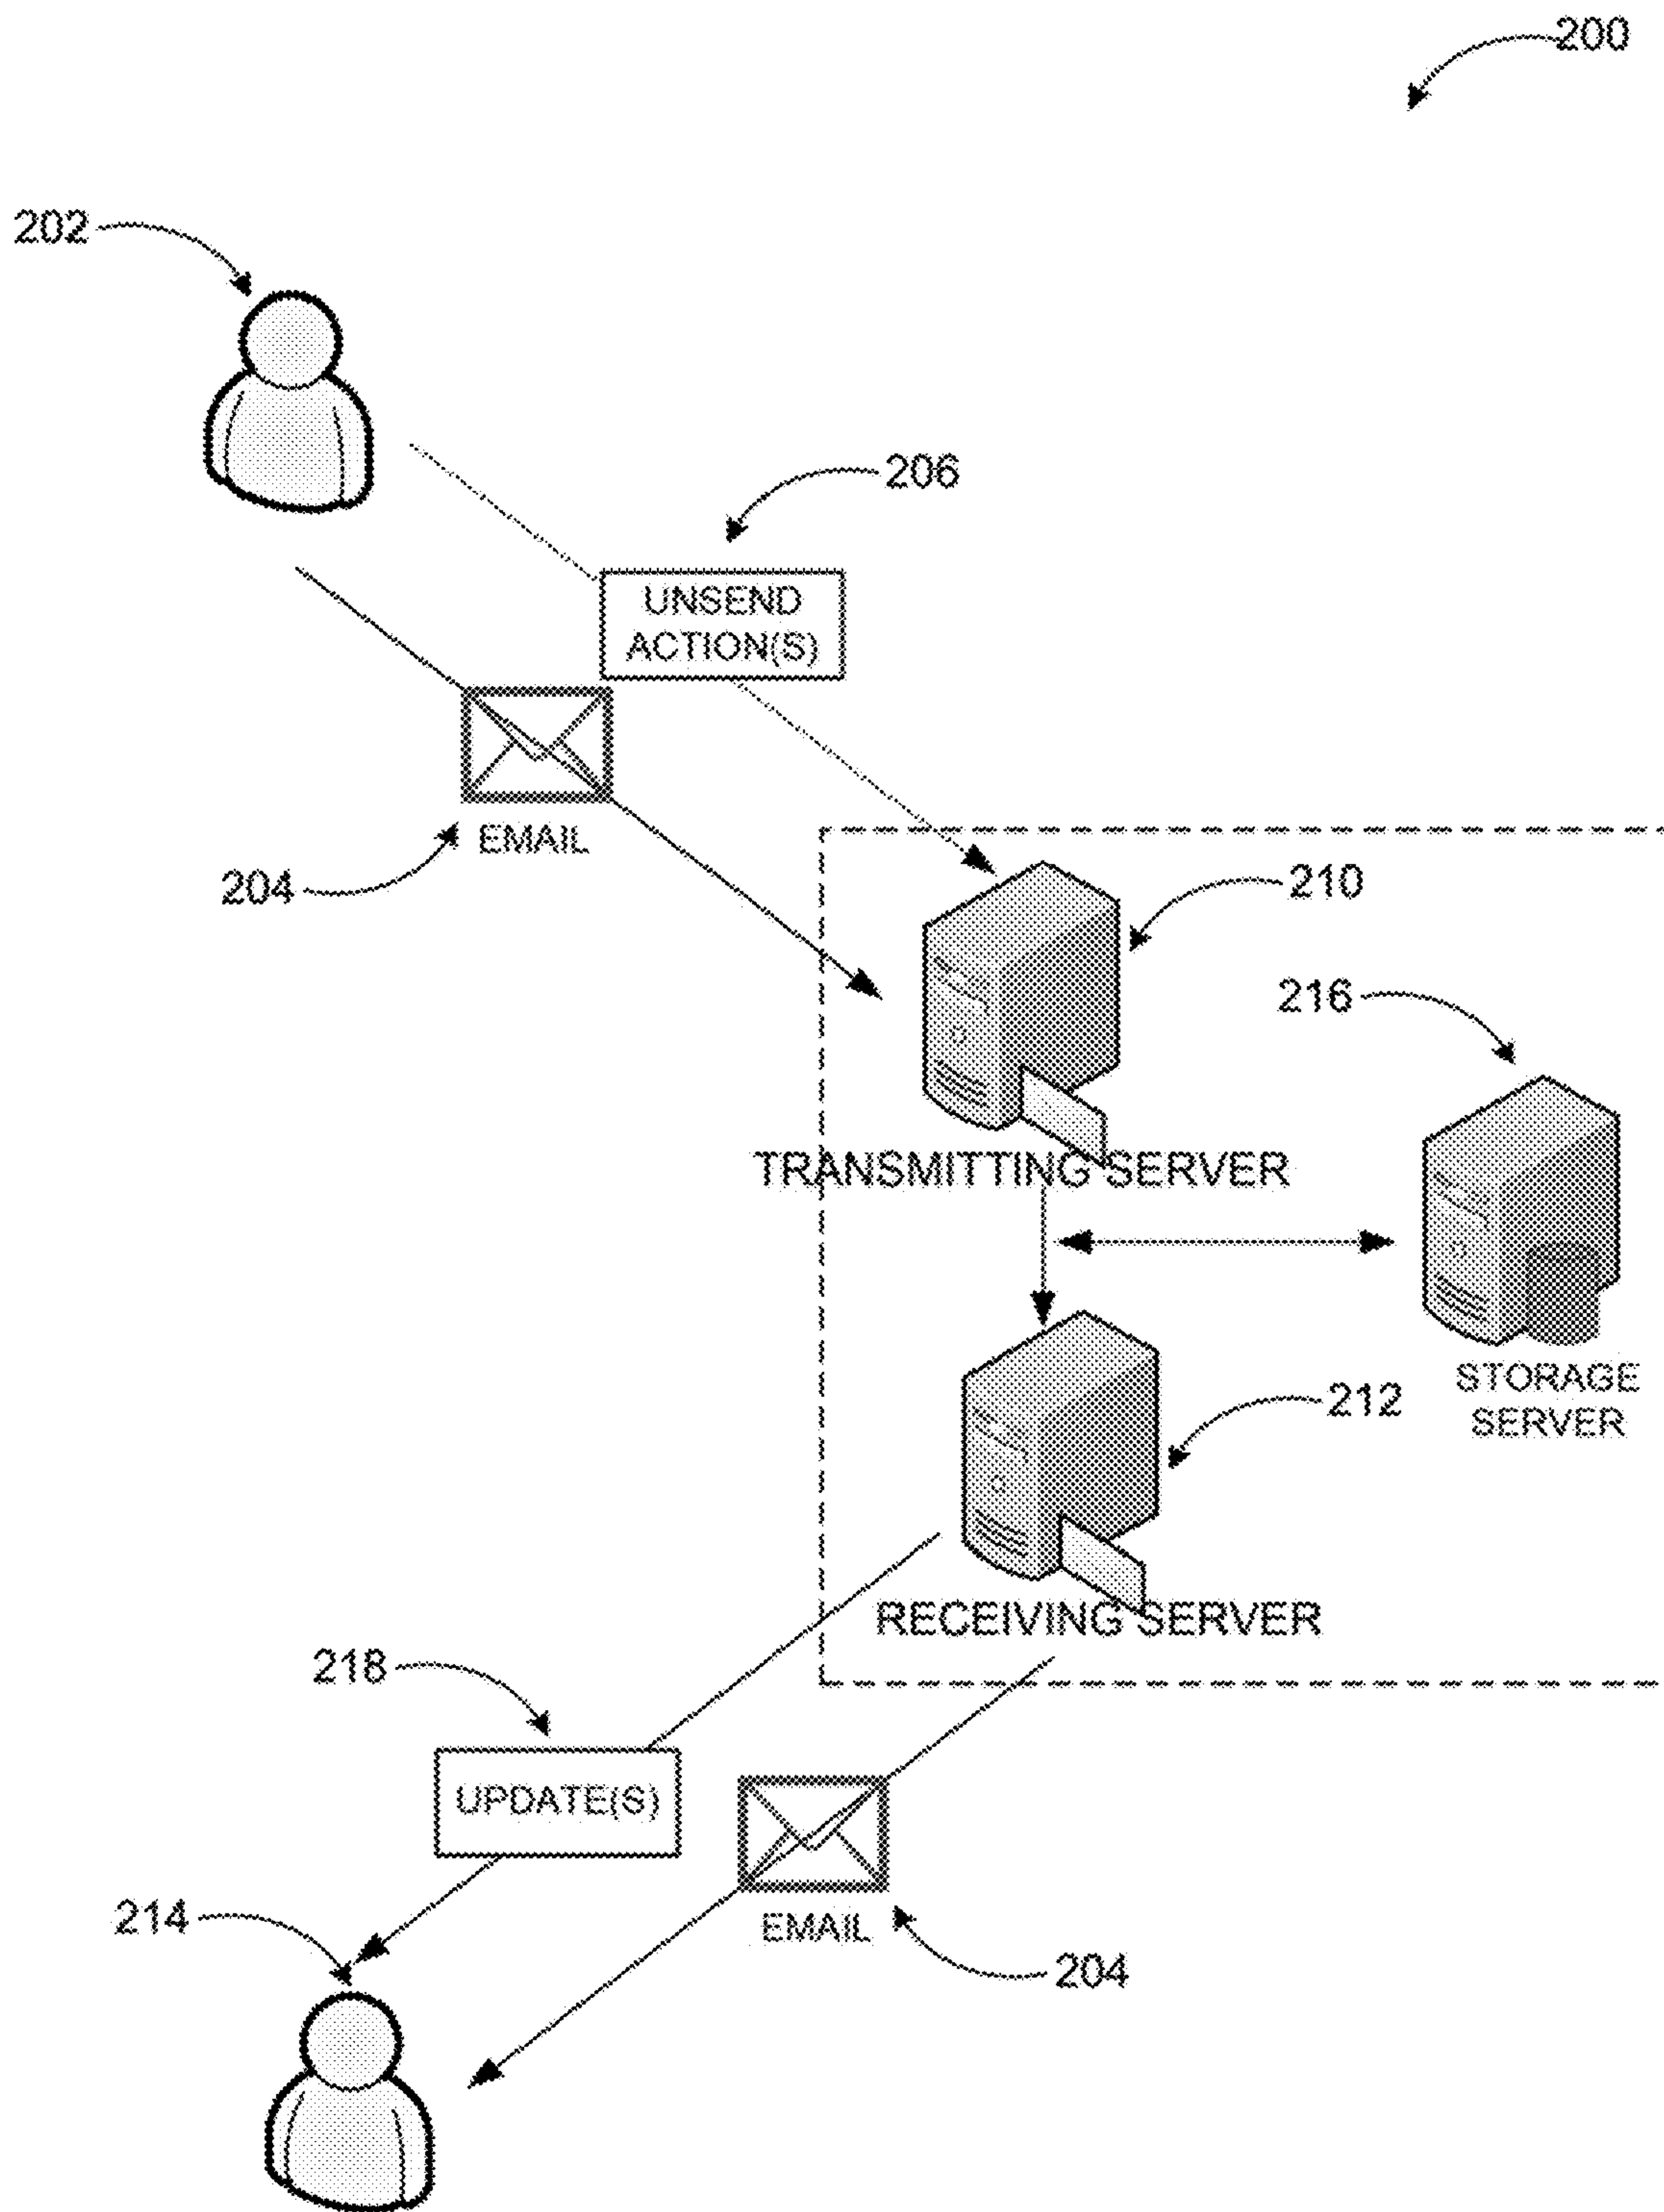 200
202
206
UNSEND
ACTION(S)
EMAIL
204
210
216
TRANSMITTING SERVER
STORAGE
SERVER
212
RECEIVING SERVER
218
UPDATE(S)
214
EMAIL
204